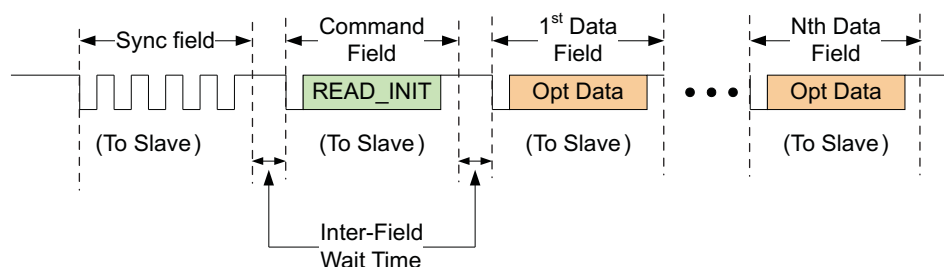 Sync field
Command
Field
1st Data
Field
Nth Data
Field
READ_INIT
Opt Data
Opt Data
(To Slave)
(To Slave)
(To Slave)
(To Slave)
Inter-Field
Wait Time